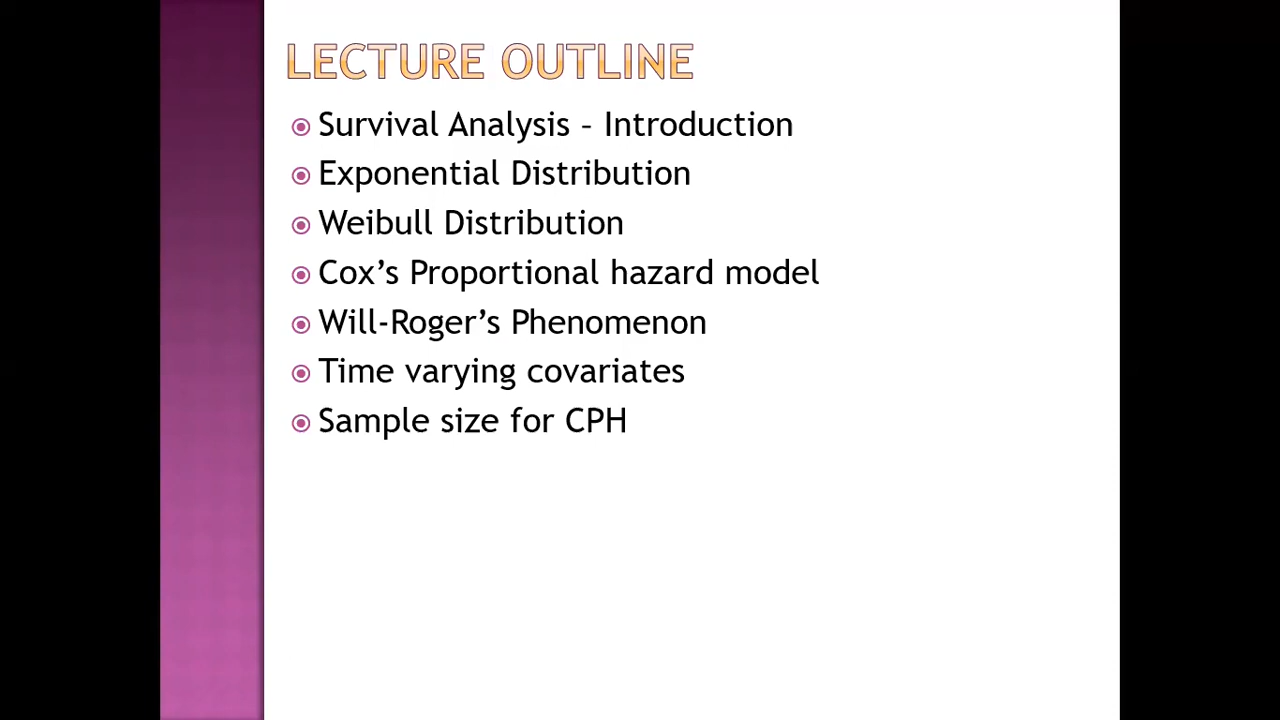 LECTURE OUTLINE
Survival Analysis – Introduction
Exponential Distribution
Weibull Distribution
Cox’s Proportional hazard model
Will-Roger’s Phenomenon
Time varying covariates
Sample size for CPH